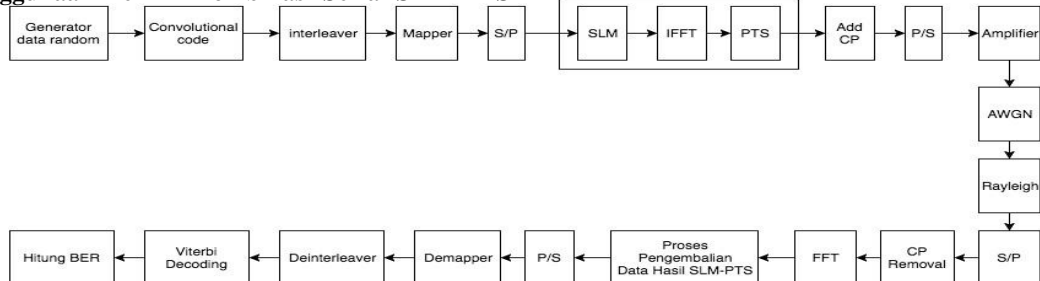 Generator
data random
Convolutional
code
interleaver
Mapper
S/P
SLM
IFFT
PTS
Add
CP
P/S
Amplifier
AWGN
Rayleigh
S/P
CP
Removal
FFT
Proses
Pengembalian
Data Hasil SLM-PTS
P/S
Demapper
Deinterleaver
Viterbi
Decoding
Hitung BER